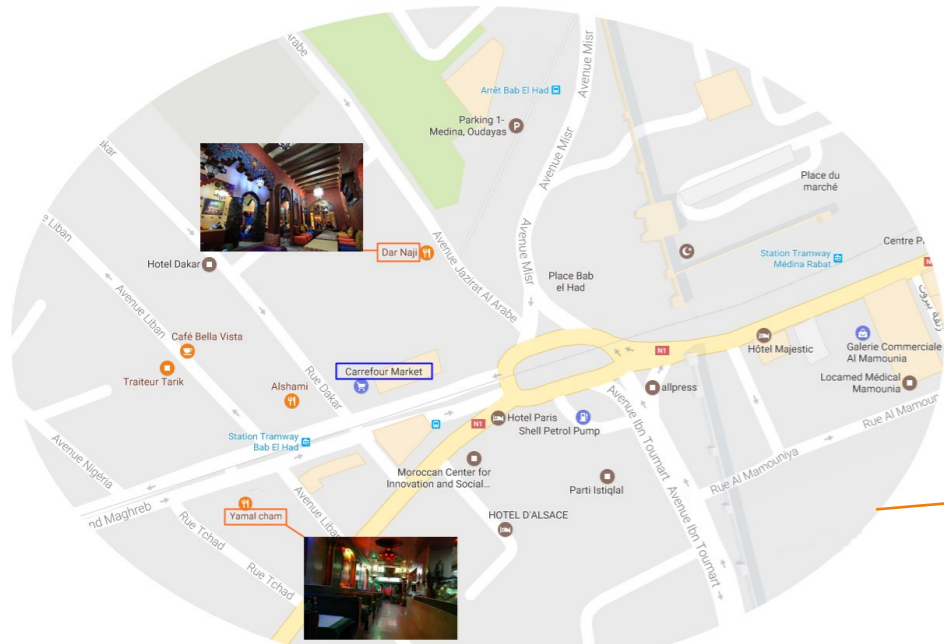 Arabe
Avenue Misr
Arrêt Bab El Had
Parking 1-
Medina, Oudayas
Avenue Misr
Place du
marché
Avenue Liban
Dar Naji
Avenue Jazirat Al Arabe
Avenue Misr
Hotel Dakar
Place Bab
el Had
Station Tramway
Médina Rabat
Avenue Liban
Café Bella Vista
Traiteur Tarik
Rue Dakar
Carrefour Market
Alshami
N1
Hôtel Majestic
Galerie Commerciale
Al Mamounia
زنقة بيروت
allpress
Locamed Médical
Mamounia
Hotel Paris
Shell Petrol Pump
N1
Station Tramway
Bab El Had
Avenue Ibn Toumart
Rue Al Mamoun
Rue Al Mamouniya
Avenue Nigéria
Moroccan Center for
Innovation and Social...
Parti Istiqlal
HOTEL D'ALSACE
Avenue Liban
nd Maghreb
Yamal cham
Rue Tchad
Rue Tchad
Avenue Ibn Toumart